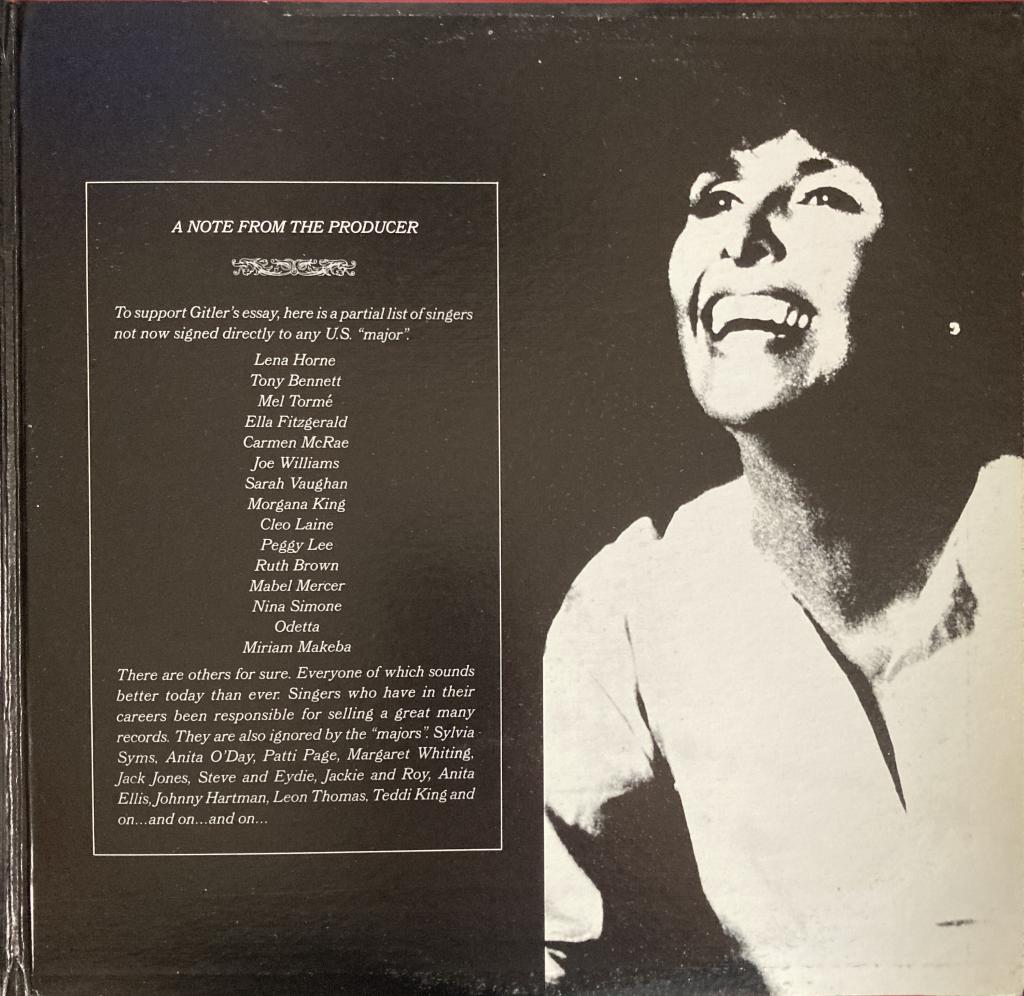 A NOTE FROM THE PRODUCER
To support Gitler's essay, here is a partial list of singers
not now signed directly to any U.S. "major".
Lena Horne
Tony Bennett
Mel Tormé
Ella Fitzgerald
Carmen McRae
Joe Williams
Sarah Vaughan
Morgana King
Cleo Laine
Peggy Lee
Ruth Brown
Mabel Mercer
Nina Simone
Odetta
Miriam Makeba
There are others for sure. Everyone of which sounds
better today than ever. Singers who have in their
careers been responsible for selling a great many
records. They are also ignored by the "majors". Sylvia
Syms, Anita O'Day, Patti Page, Margaret Whiting,
Jack Jones, Steve and Eydie, Jackie and Roy, Anita
Ellis, Johnny Hartman, Leon Thomas, Teddi King and
on...and on...and on...